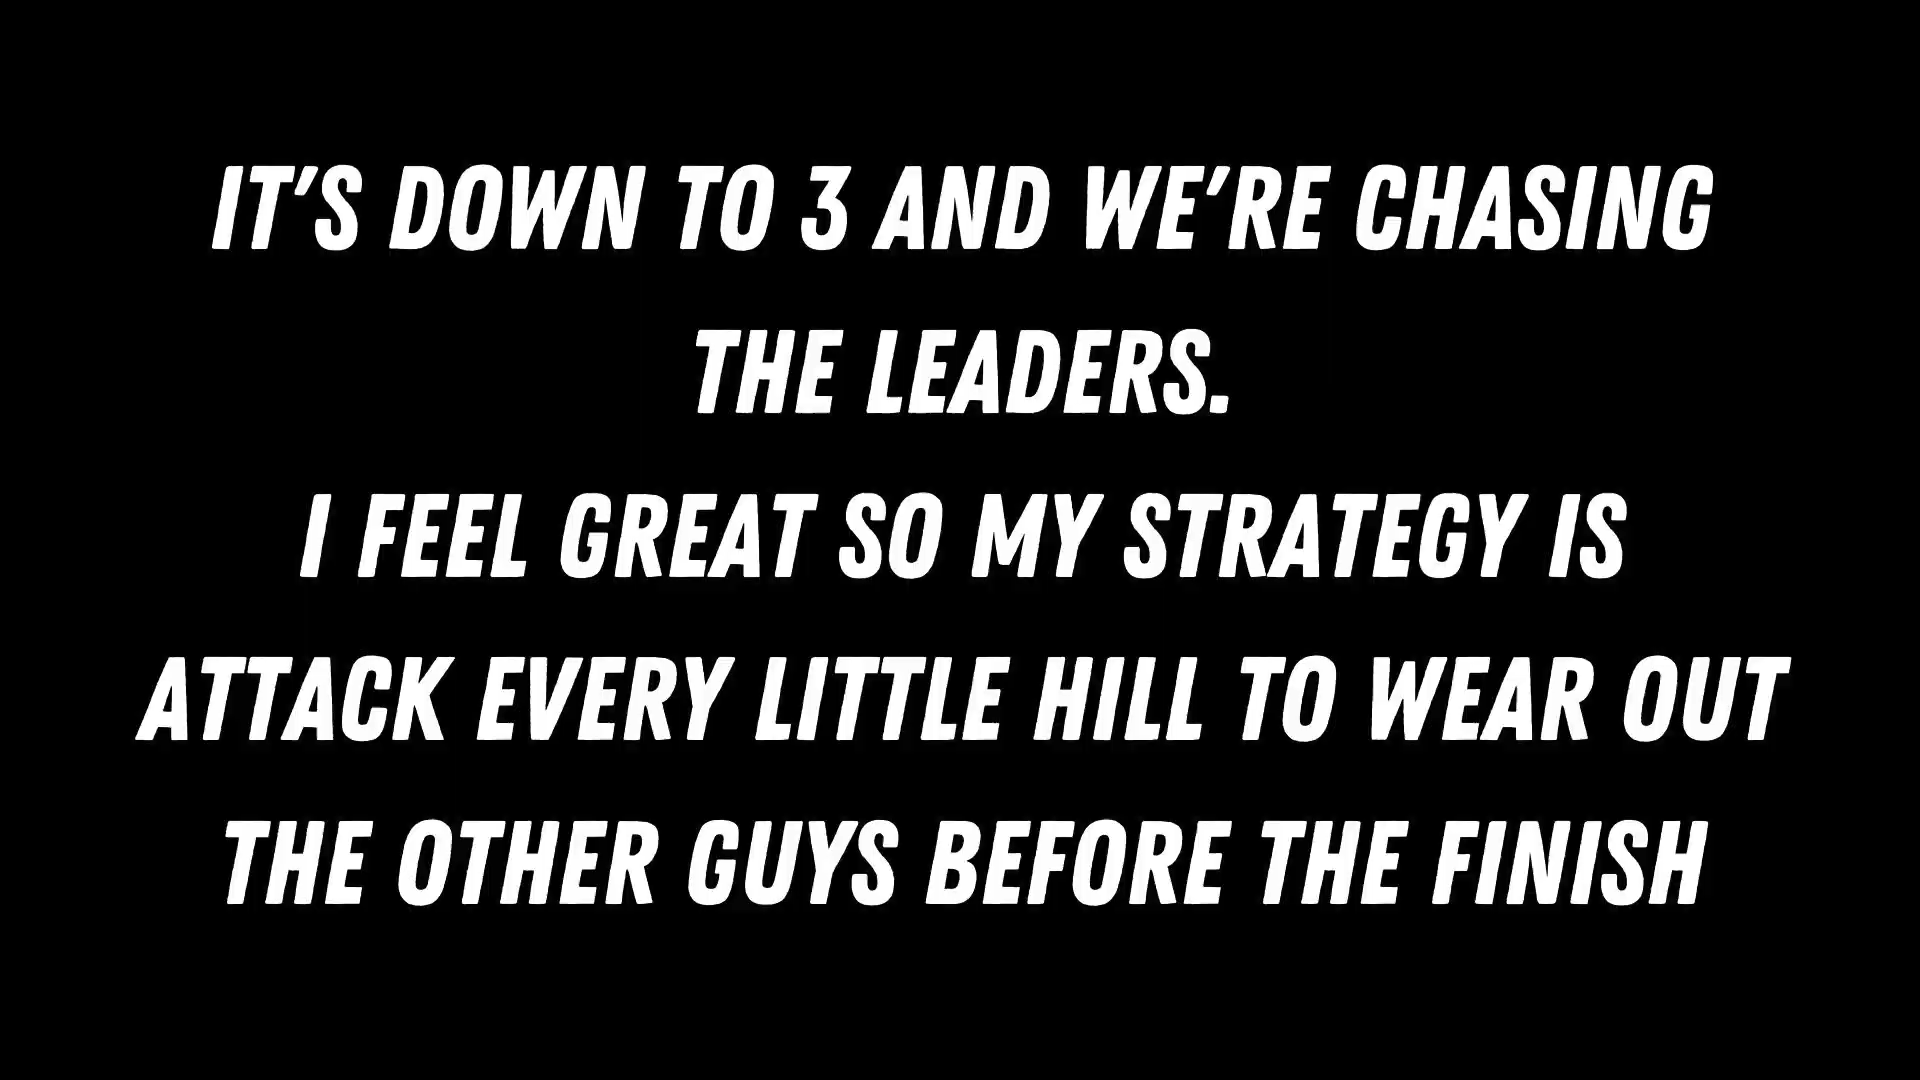 IT'S DOWN TO 3 AND WE'RE CHASING
THE LEADERS.
I FEEL GREAT SO MY STRATEGY IS
ATTACK EVERY LITTLE HILL TO WEAR OUT
THE OTHER GUYS BEFORE THE FINISH